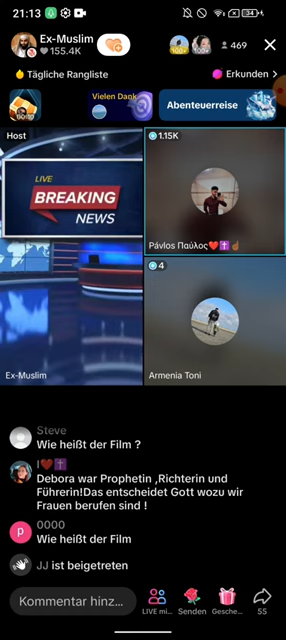 21:13
34
Ex-Muslim
155.4K
100+
100+
469
Tägliche Rangliste
Erkunden
Vielen Dank
Abenteuerreise
Host
1.15K
LIVE
BREAKING
NEWS
Pávlos Παύλος❤️✝️☝🏾
4
Ex-Muslim
Armenia Toni
Steve
Wie heißt der Film ?
I❤️✝️
Debora war Prophetin ,Richterin und
Führerin!Das entscheidet Gott wozu wir
Frauen berufen sind !
0000
p
Wie heißt der Film
JJ ist beigetreten
Kommentar hinz...
LIVE mi...
Senden
Gesche...
55